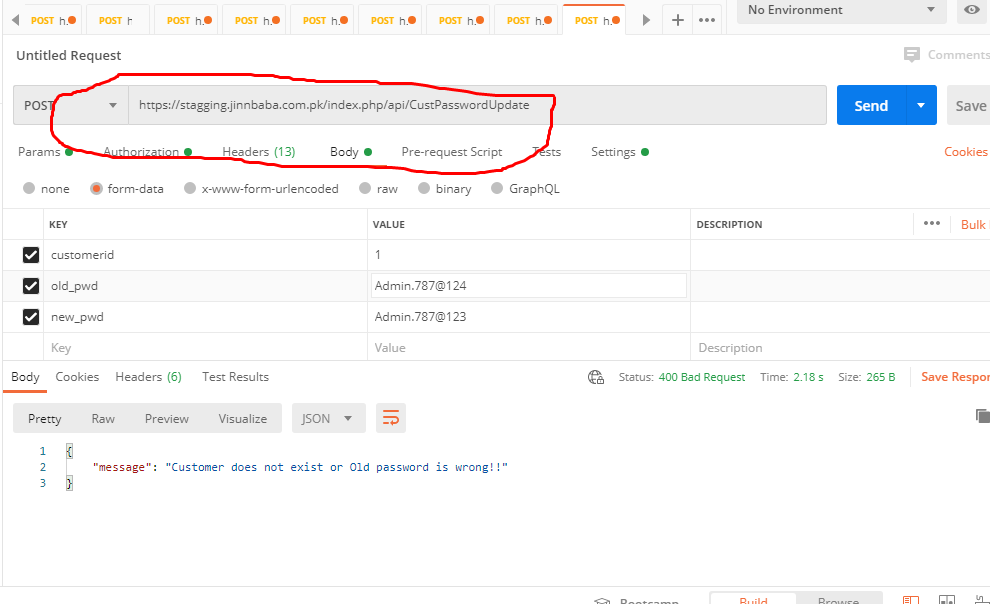 POST h. POST h POST h. POST h. POST h. POST h. POST h. POST h. POST h. + ••• No Environment
Untitled Request Comments
POST https://stagging.jinnbaba.com.pk/index.php/api/CustPasswordUpdate Send Save
Params Authorization Headers (13) Body Pre-request Script Tests Settings Cookies
none form-data x-www-form-urlencoded raw binary GraphQL
KEY VALUE DESCRIPTION ••• Bulk
customerid 1
old_pwd Admin.787@124
new_pwd Admin.787@123
Key Value Description
Body Cookies Headers (6) Test Results Status: 400 Bad Request Time: 2.18 s Size: 265 B Save Respon
Pretty Raw Preview Visualize JSON
1 {
2 "message": "Customer does not exist or Old password is wrong!!"
3 }
Bootcamp Build Browse